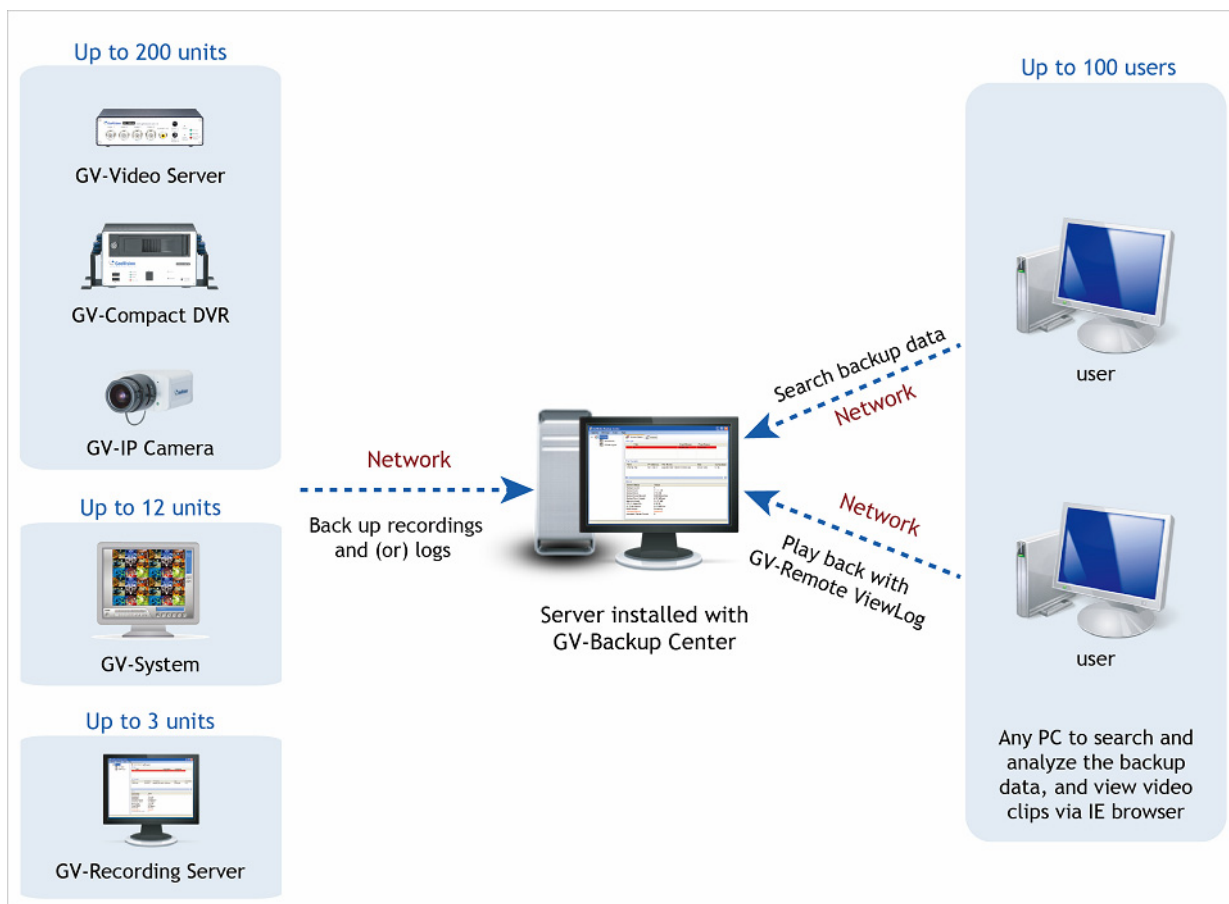 Up to 200 units
GV-Video Server
GV-Compact DVR
GV-IP Camera
Up to 12 units
GV-System
Up to 3 units
GV-Recording Server
Network
Back up recordings
and (or) logs
Server installed with
GV-Backup Center
Search backup data
Network
Network
Play back with
GV-Remote ViewLog
Up to 100 users
user
user
Any PC to search and
analyze the backup
data, and view video
clips via IE browser